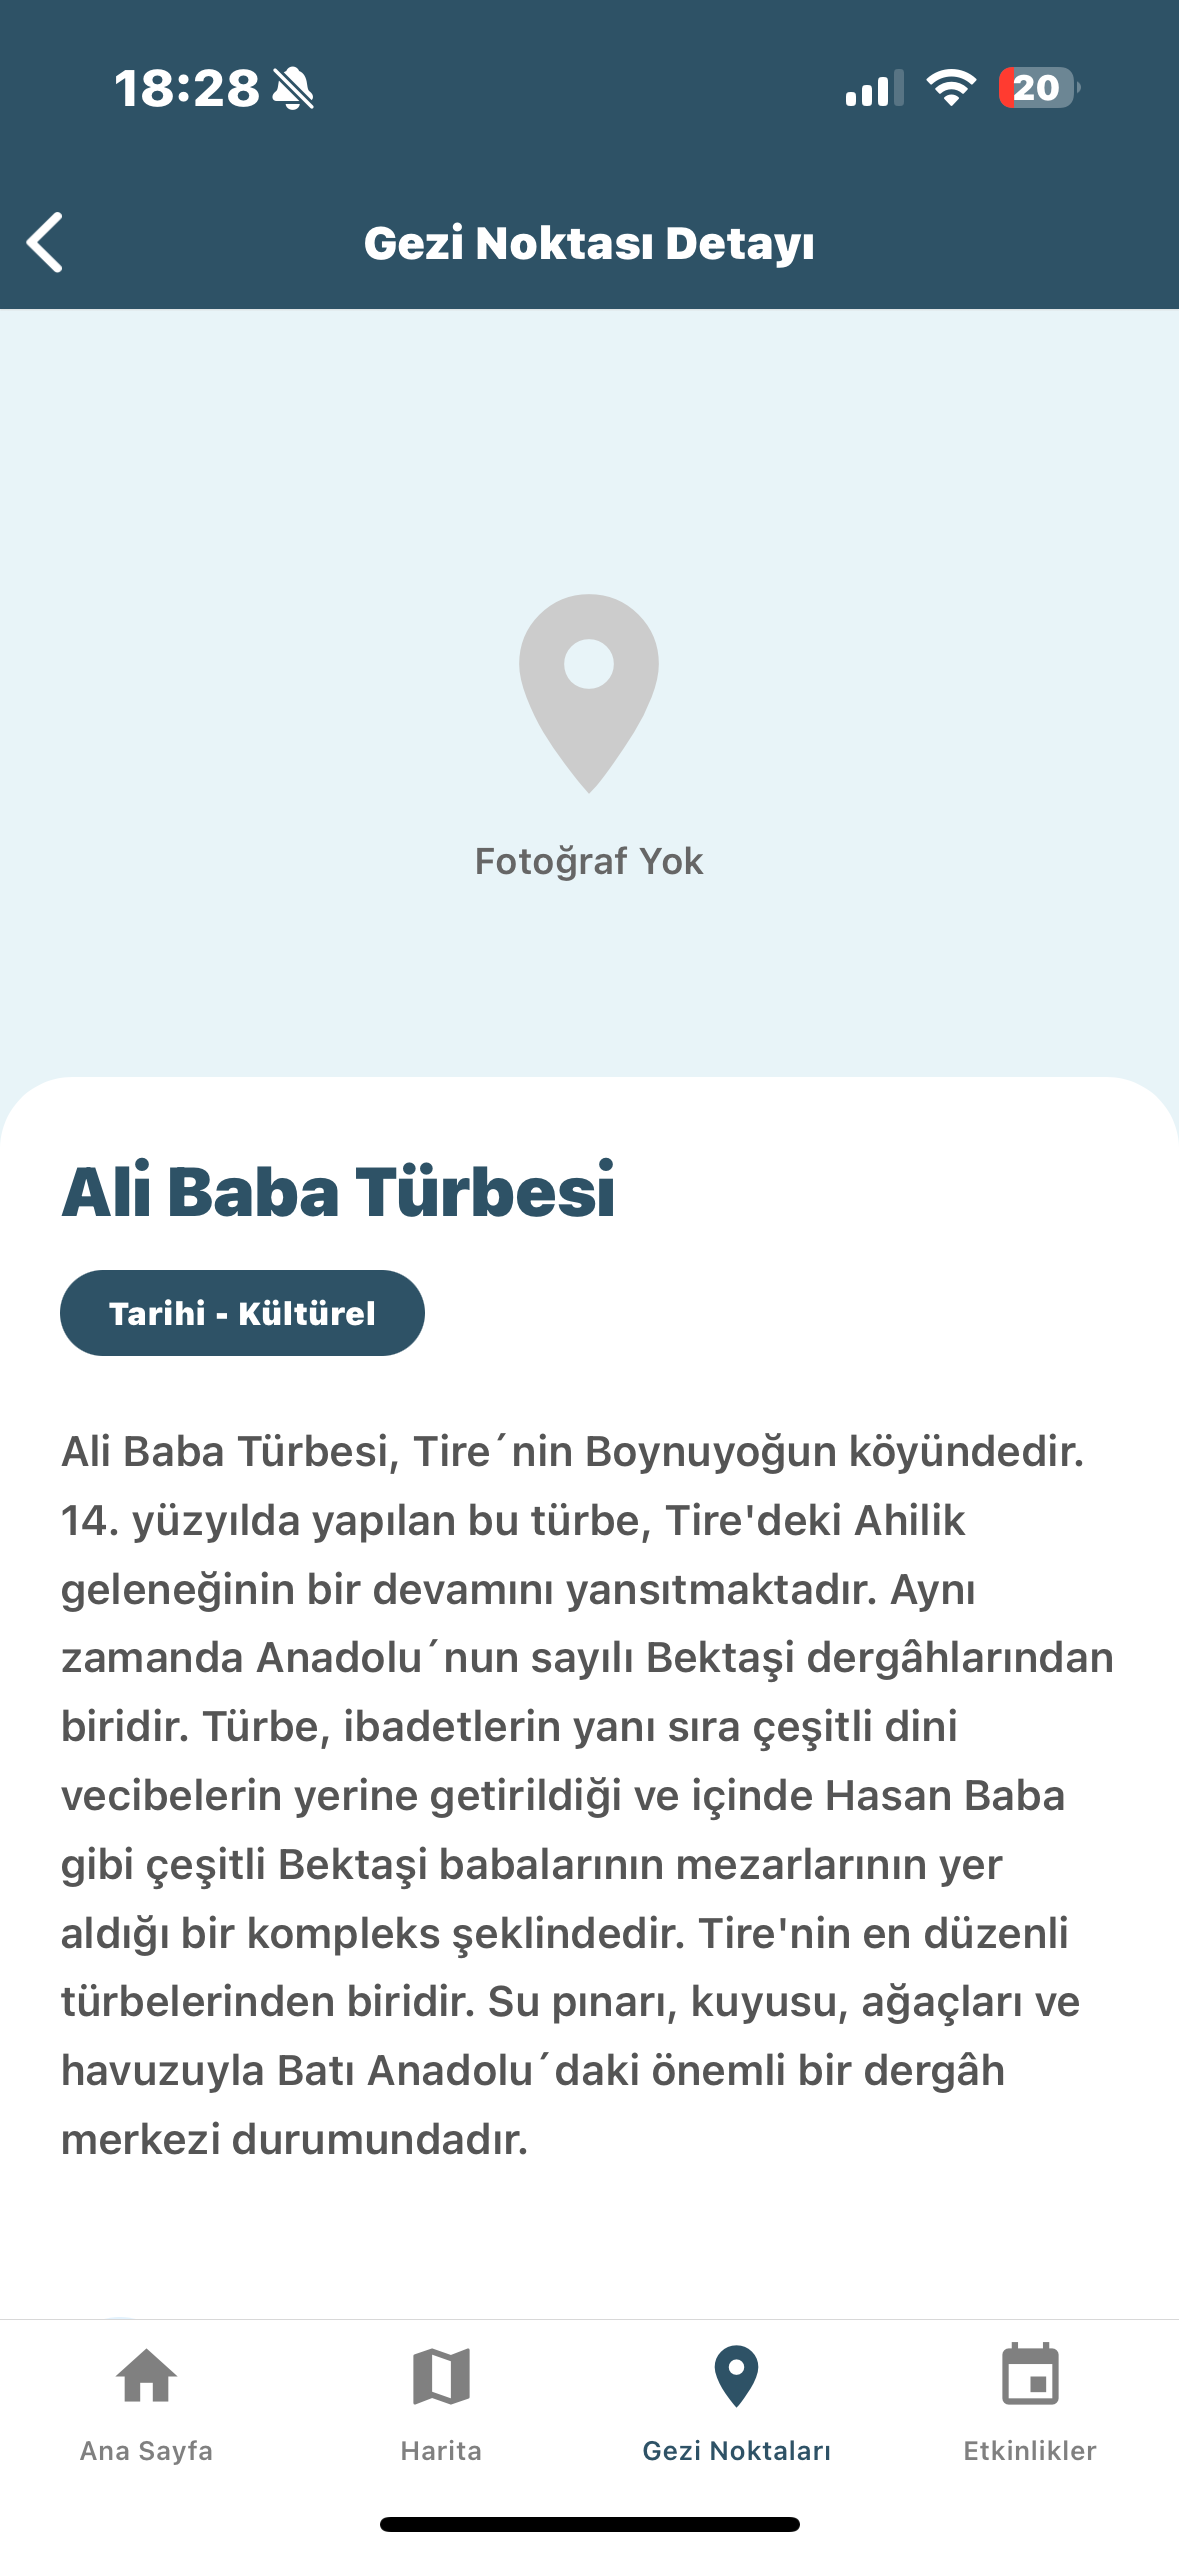 18:28
20
Gezi Noktası Detayı
Fotoğraf Yok
Ali Baba Türbesi
Tarihi - Kültürel
Ali Baba Türbesi, Tire´nin Boynuyoğun köyündedir.
14. yüzyılda yapılan bu türbe, Tire'deki Ahilik
geleneğinin bir devamını yansıtmaktadır. Aynı
zamanda Anadolu´nun sayılı Bektaşi dergâhlarından
biridir. Türbe, ibadetlerin yanı sıra çeşitli dini
vecibelerin yerine getirildiği ve içinde Hasan Baba
gibi çeşitli Bektaşi babalarının mezarlarının yer
aldığı bir kompleks şeklindedir. Tire'nin en düzenli
türbelerinden biridir. Su pınarı, kuyusu, ağaçları ve
havuzuyla Batı Anadolu´daki önemli bir dergâh
merkezi durumundadır.
Ana Sayfa
Harita
Gezi Noktaları
Etkinlikler